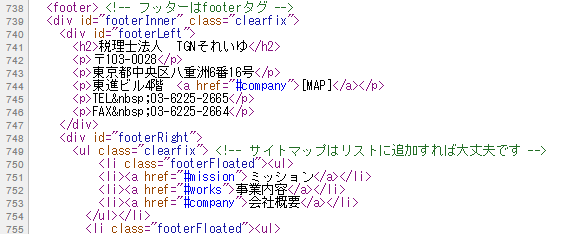 738 <footer> <!-- フッターはfooterタグ -->
739 <div id="footerInner" class="clearfix">
740 <div id="footerLeft">
741 <h2>税理士法人　TGNそれいゆ</h2>
742 <p>〒103-0028</p>
743 <p>東京都中央区八重洲6番16号</p>
744 <p>東進ビル4階　<a href="#company">[MAP]</a></p>
745 <p>TEL&nbsp;03-6225-2665</p>
746 <p>FAX&nbsp;03-6225-2664</p>
747 </div>
748 <div id="footerRight">
749 <ul class="clearfix"> <!-- サイトマップはリストに追加すれば大丈夫です -->
750 <li class="footerFloated"><ul>
751 <li><a href="#mission">ミッション</a></li>
752 <li><a href="#works">事業内容</a></li>
753 <li><a href="#company">会社概要</a></li>
754 </ul></li>
755 <li class="footerFloated"><ul>